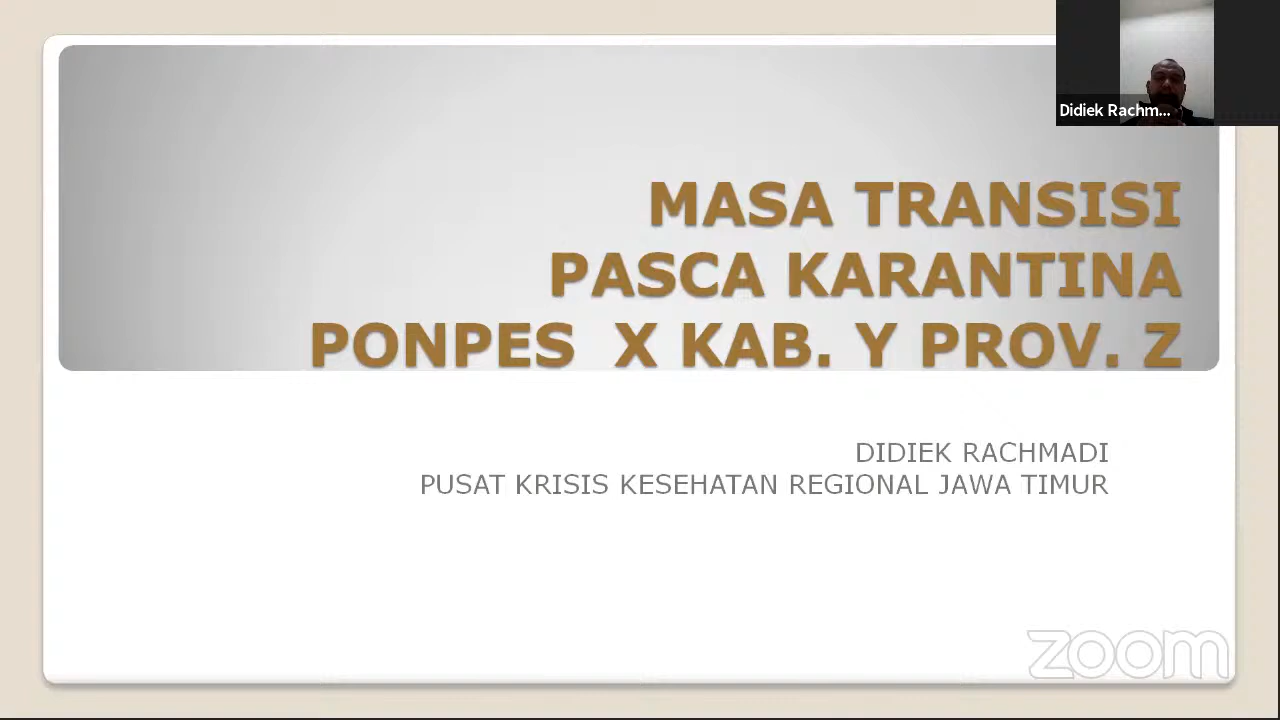 Didiek Rachm...
MASA TRANSISI
PASCA KARANTINA
PONPES X KAB. Y PROV. Z
DIDIEK RACHMADI
PUSAT KRISIS KESEHATAN REGIONAL JAWA TIMUR
zoom